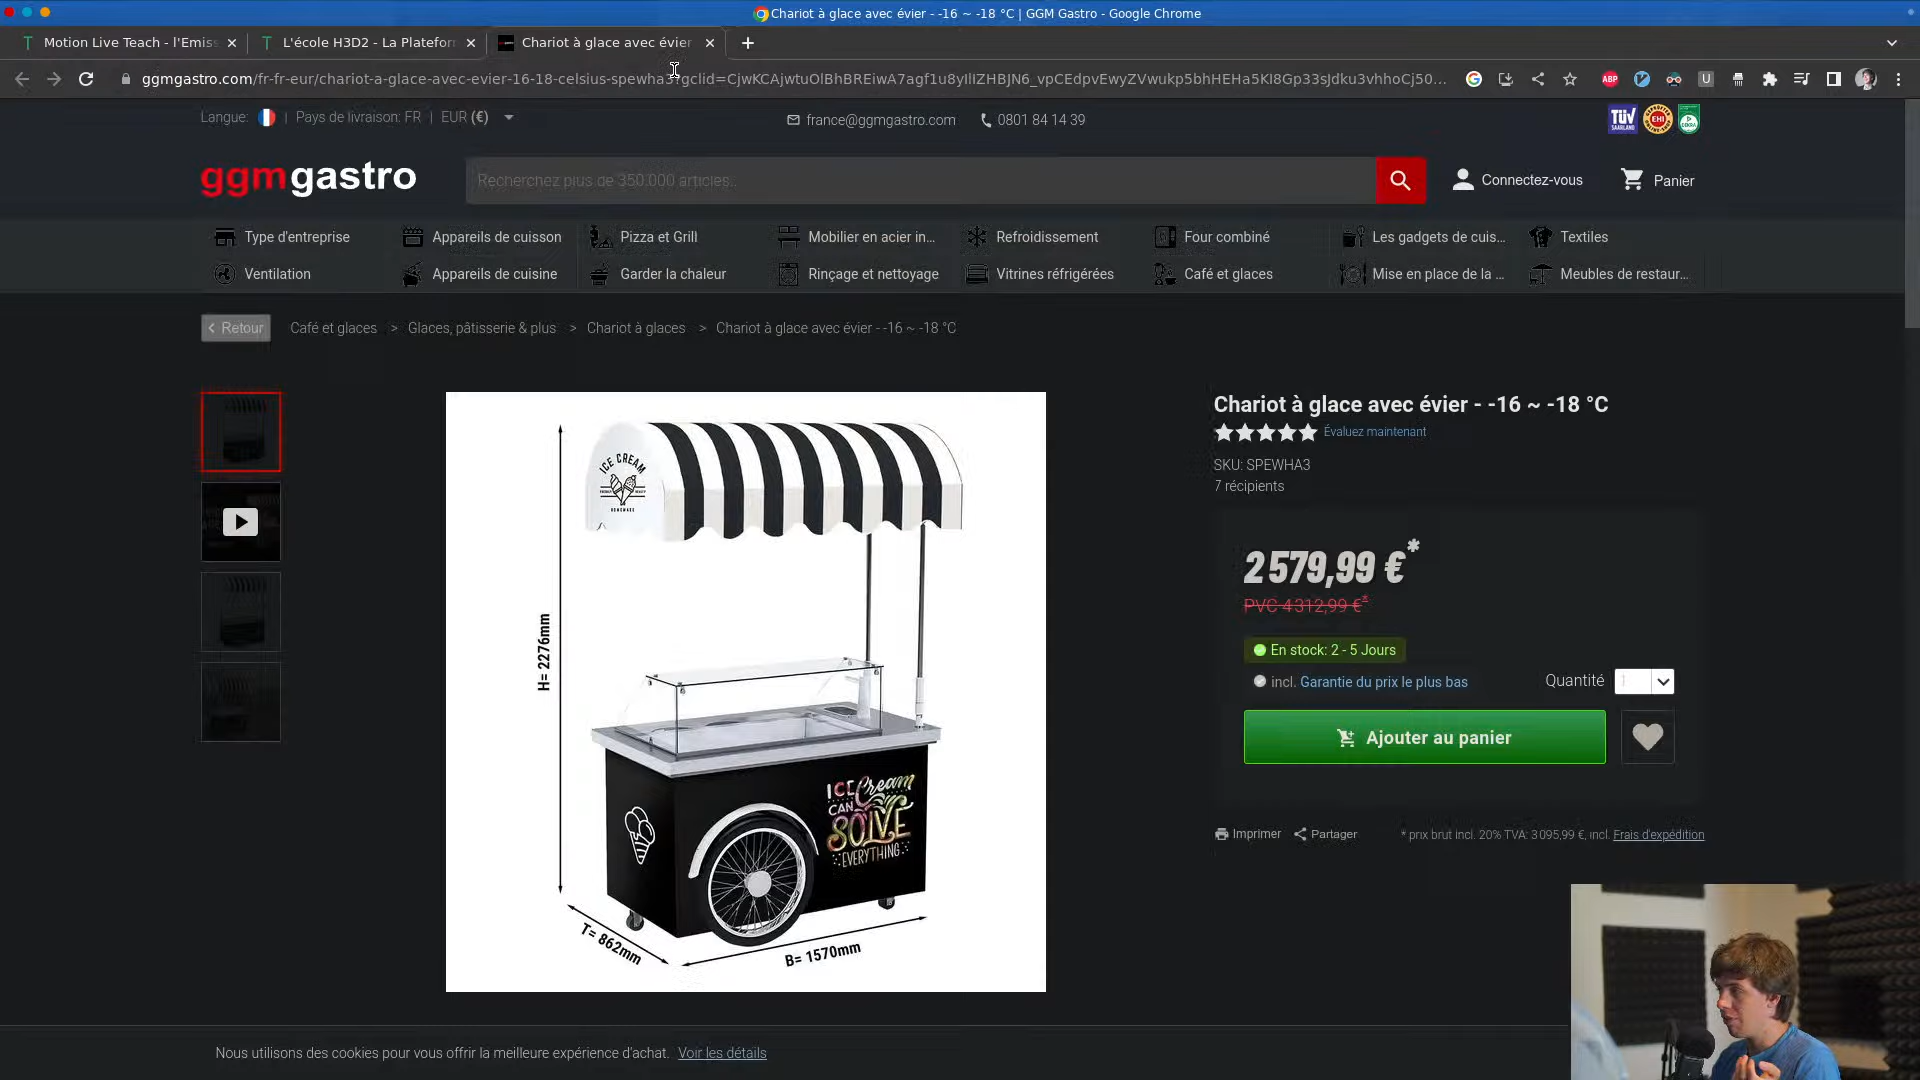 Chariot à glace avec évier - -16 ~ -18 °C | GGM Gastro - Google Chrome
Motion Live Teach - l'Emiss
L'école H3D2 - La Platefor
Chariot à glace avec évier
ggmgastro.com/fr-fr-eur/chariot-a-glace-avec-evier-16-18-celsius-spewha3?gclid=
Langue: | Pays de livraison: FR | EUR (€)
france@ggmgastro.com
0801 84 14 39
TÜV SAARLAND
EHI
DEKRA
ggmgastro
Recherchez plus de 350.000 articles..
Connectez-vous
Panier
Type d'entreprise
Appareils de cuisson
Pizza et Grill
Mobilier en acier in...
Refroidissement
Four combiné
Les gadgets de cuis...
Textiles
Ventilation
Appareils de cuisine
Garder la chaleur
Rinçage et nettoyage
Vitrines réfrigérées
Café et glaces
Mise en place de la ...
Meubles de restaur...
Retour
Café et glaces > Glaces, pâtisserie & plus > Chariot à glaces > Chariot à glace avec évier - -16 ~ -18 °C
Chariot à glace avec évier - -16 ~ -18 °C
Évaluez maintenant
SKU: SPEWHA3
7 récipients
2 579,99 €*
PVC 4 312,99 €*
En stock: 2 - 5 Jours
incl. Garantie du prix le plus bas
Quantité
1
Ajouter au panier
Imprimer
Partager
* prix brut incl. 20% TVA: 3 095,99 €, incl. Frais d'expédition
ICE CREAM
HOMEMADE
H= 2276mm
ICE Cream
CAN
SOLVE
EVERYTHING
T= 862mm
B= 1570mm
Nous utilisons des cookies pour vous offrir la meilleure expérience d'achat. Voir les détails